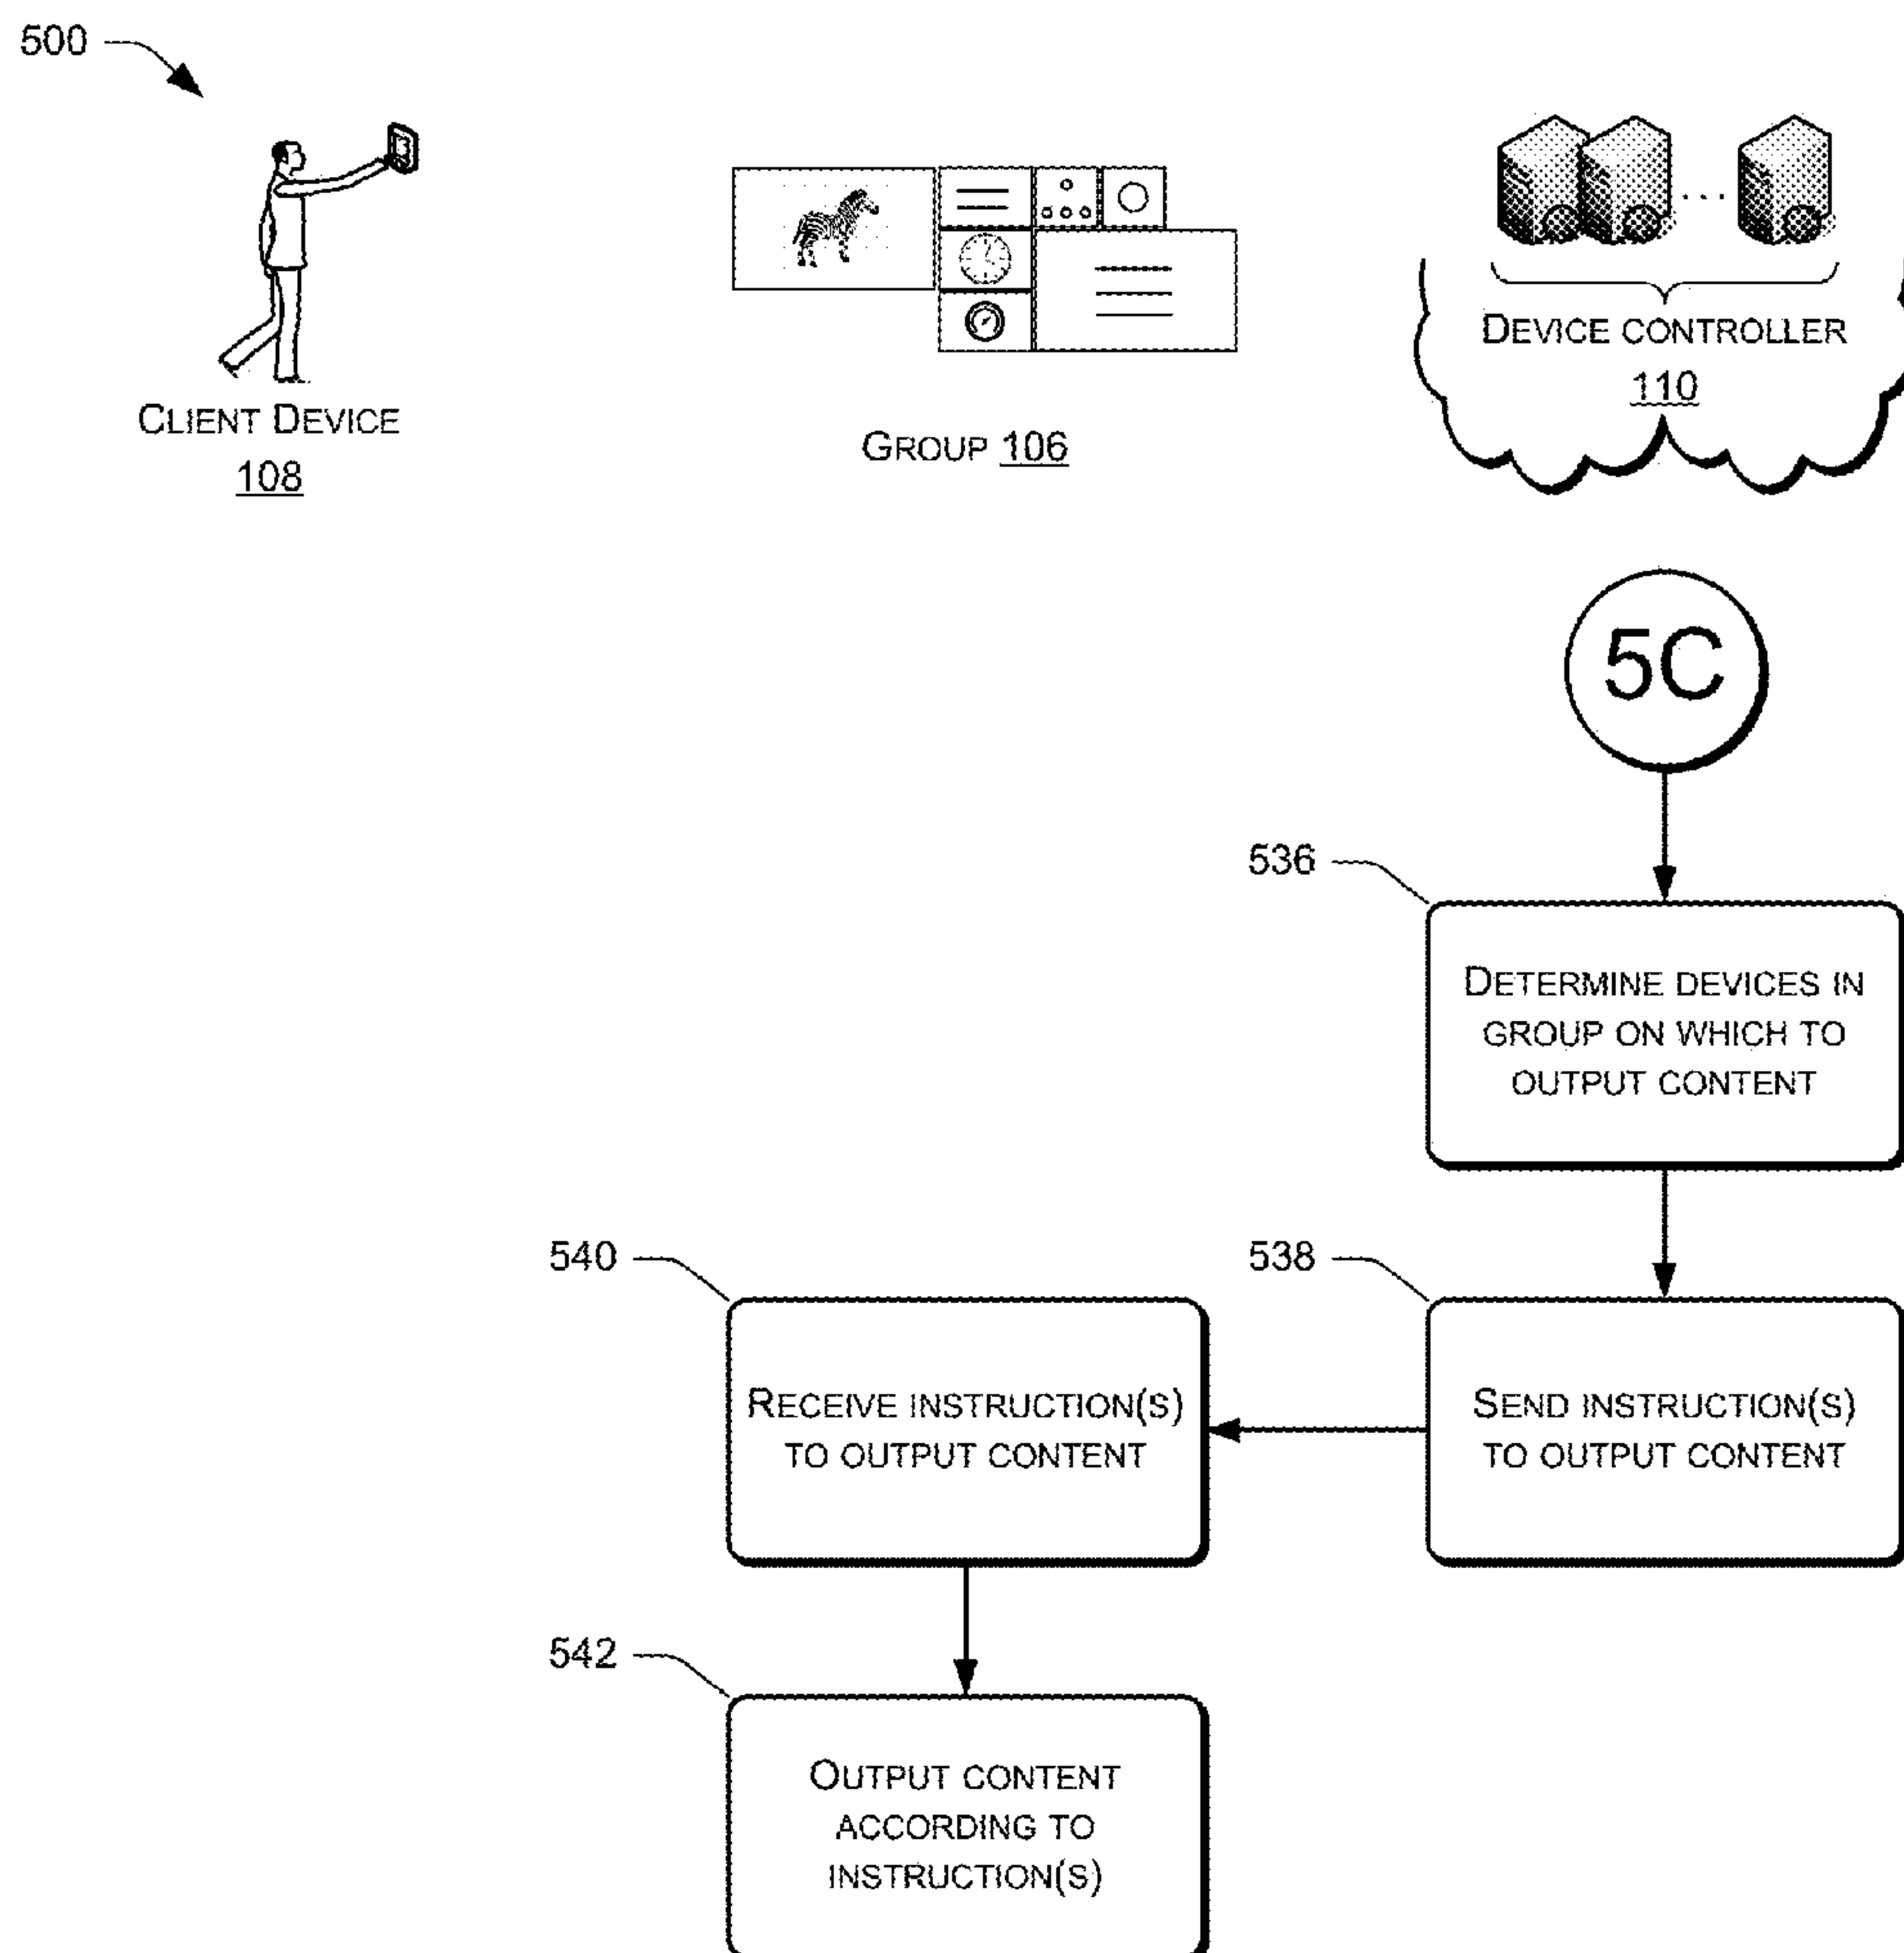 500
CLIENT DEVICE
108
GROUP 106
...
DEVICE CONTROLLER
110
5C
536
DETERMINE DEVICES IN
GROUP ON WHICH TO
OUTPUT CONTENT
540
RECEIVE INSTRUCTION(S)
TO OUTPUT CONTENT
538
SEND INSTRUCTION(S)
TO OUTPUT CONTENT
542
OUTPUT CONTENT
ACCORDING TO
INSTRUCTION(S)